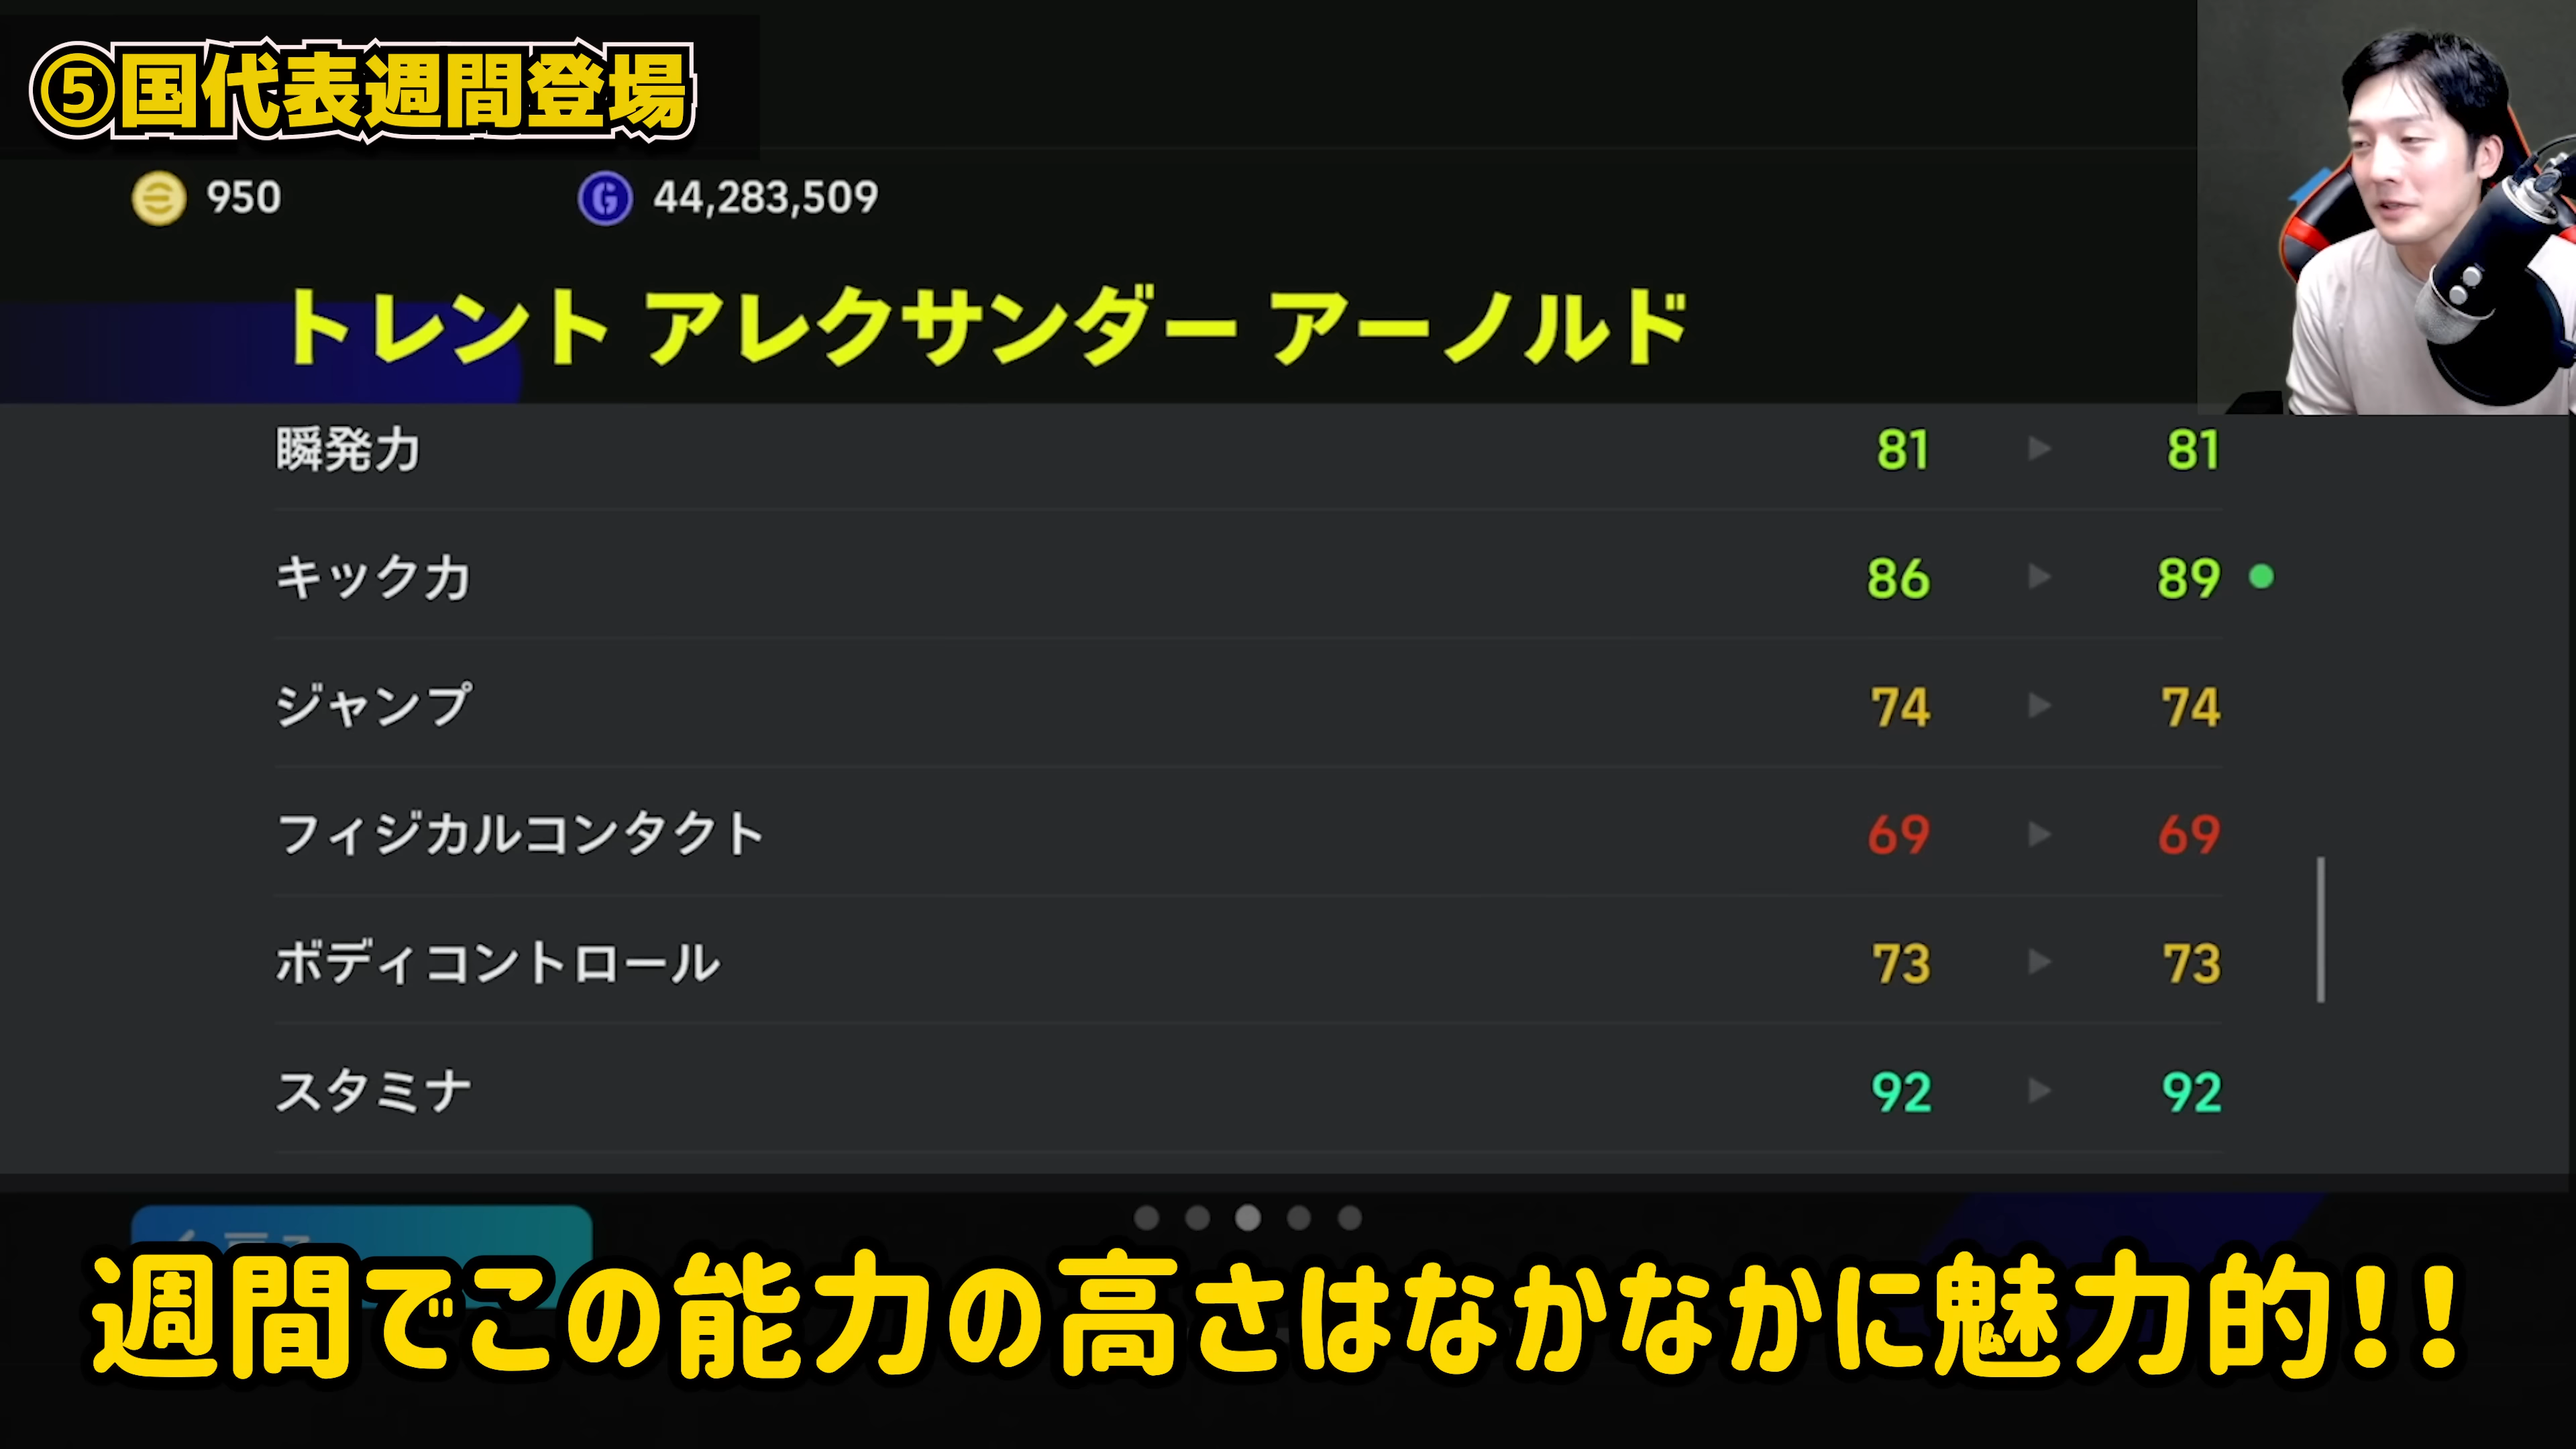 ⑤国代表週間登場
950
44,283,509
トレント アレクサンダー アーノルド
瞬発力 81 ▶ 81
キック力 86 ▶ 89
ジャンプ 74 ▶ 74
フィジカルコンタクト 69 ▶ 69
ボディコントロール 73 ▶ 73
スタミナ 92 ▶ 92
週間でこの能力の高さはなかなかに魅力的!!